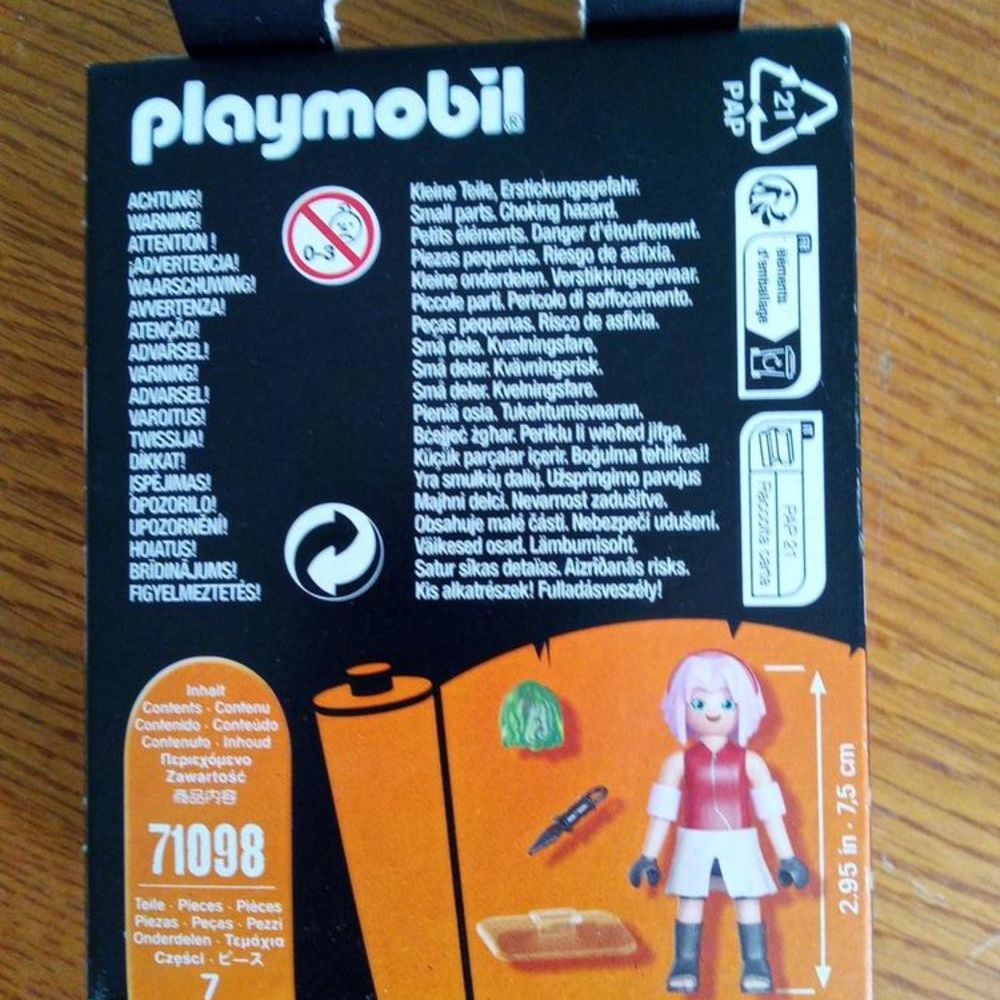 playmobil®
21
PAP
ACHTUNG!
WARNING!
ATTENTION !
¡ADVERTENCIA!
WAARSCHUWING!
AVVERTENZA!
ATENÇÃO!
ADVARSEL!
VARNING!
ADVARSEL!
VAROITUS!
TWISSIJA!
DİKKAT!
ĮSPĖJIMAS!
OPOZORILO!
UPOZORNĚNÍ!
HOIATUS!
BRĪDINĀJUMS!
FIGYELMEZTETÉS!
0-3
Kleine Teile, Erstickungsgefahr.
Small parts. Choking hazard.
Petits éléments. Danger d'étouffement.
Piezas pequeñas. Riesgo de asfixia.
Kleine onderdelen. Verstikkingsgevaar.
Piccole parti. Pericolo di soffocamento.
Peças pequenas. Risco de asfixia.
Små dele. Kvælningsfare.
Små delar. Kvävningsrisk.
Små deler. Kvelningsfare.
Pieniä osia. Tukehtumisvaaran.
Bċejjeċ żgħar. Periklu li wieħed jifga.
Küçük parçalar içerir. Boğulma tehlikesi!
Yra smulkių dalių. Užspringimo pavojus
Majhni delci. Nevarnost zadušitve.
Obsahuje malé části. Nebezpečí udušení.
Väikesed osad. Lämbumisoht.
Satur sīkas detaļas. Aizrīšanās risks.
Kis alkatrészek! Fulladásveszély!
FR
éléments
d'emballage
IT
PAP 21
Raccolta carta
Inhalt
Contents · Contenu
Contenido · Conteúdo
Contenuto · Inhoud
Περιεχόμενο
Zawartość
商品内容
71098
Teile · Pieces · Pièces
Piezas · Peças · Pezzi
Onderdelen · Τεμάχια
Części · ピース
7
2.95 in · 7,5 cm